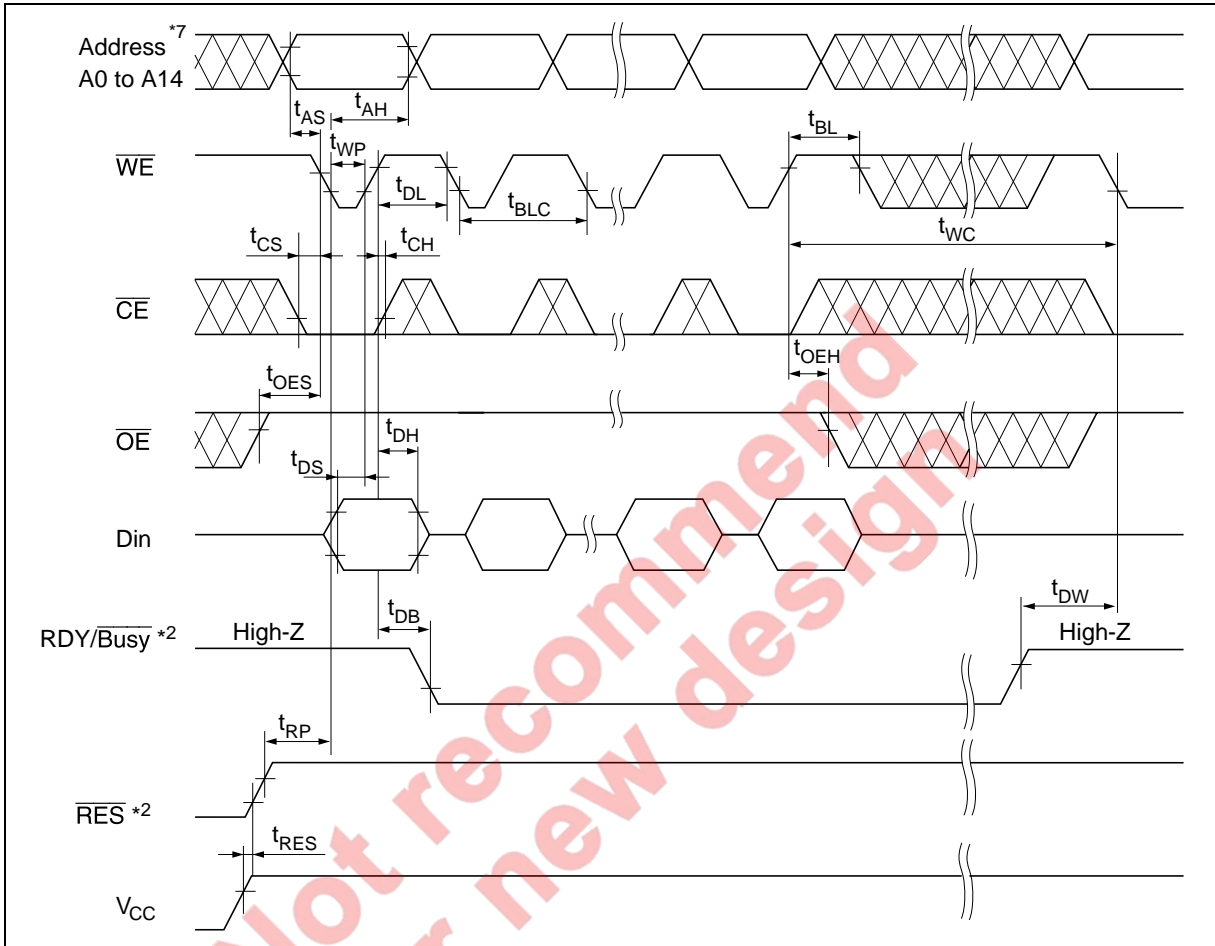 Address *7
A0 to A14
tAS
tAH
tWP
tBL
WE
tDL
tBLC
tWC
tCS
tCH
CE
tOES
tOEH
OE
tDH
tDS
Din
tDB
tDW
RDY/Busy *2
High-Z
High-Z
tRP
RES *2
tRES
VCC
Not recommend
for new design